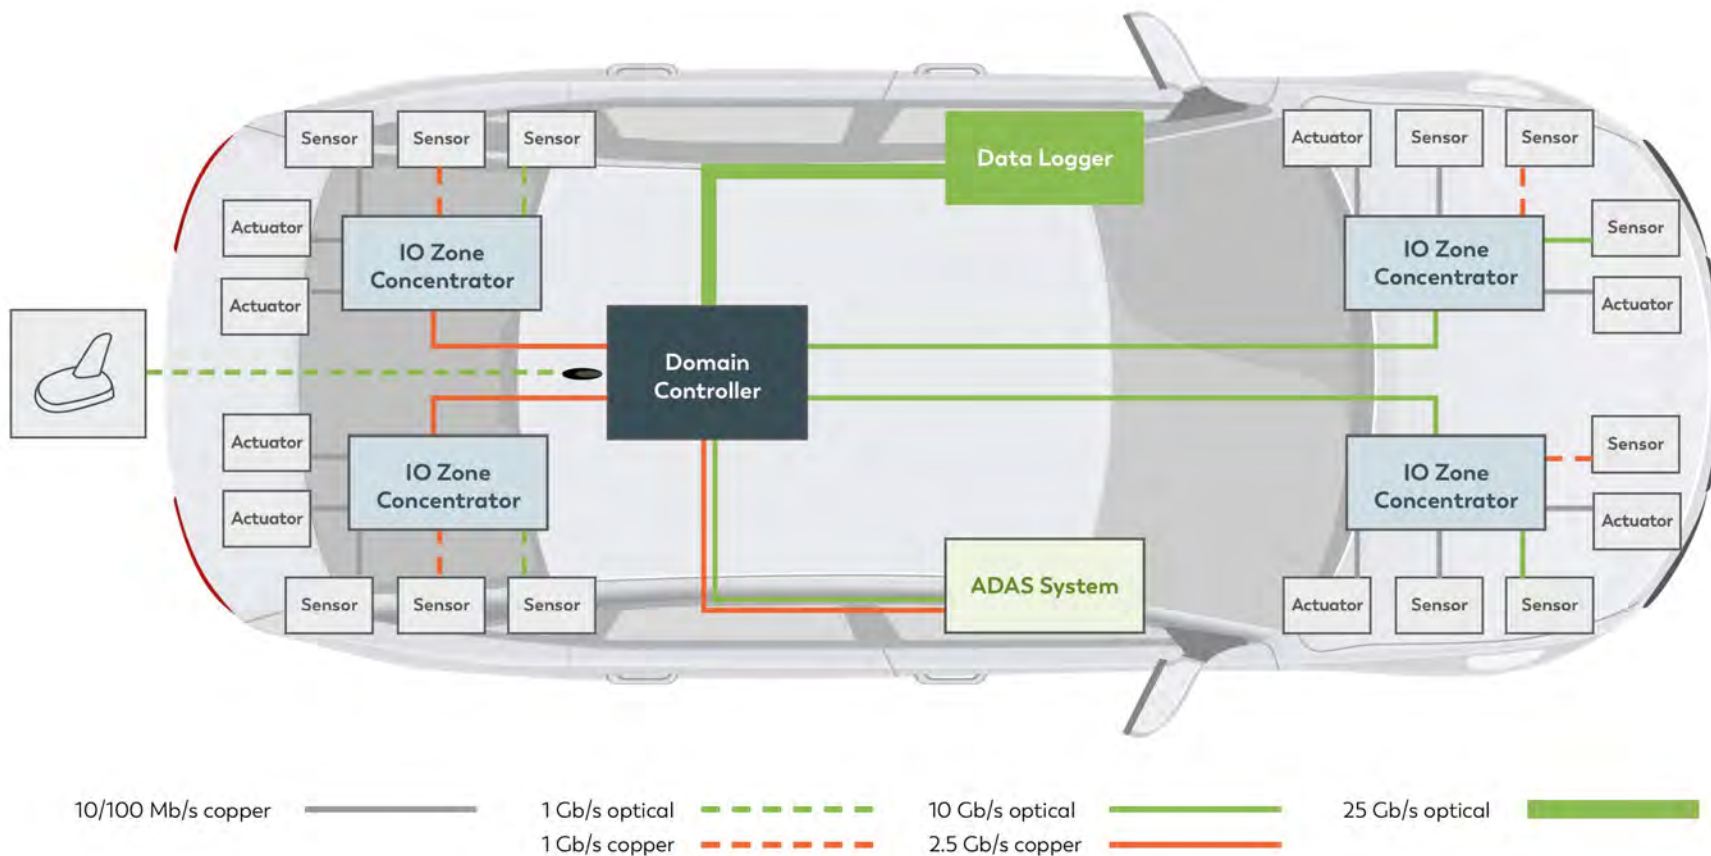 Sensor
Sensor
Sensor
Data Logger
Actuator
Sensor
Sensor
Actuator
IO Zone
Concentrator
IO Zone
Concentrator
Sensor
Actuator
Actuator
Domain
Controller
Actuator
IO Zone
Concentrator
IO Zone
Concentrator
Sensor
Actuator
Actuator
Sensor
Sensor
Sensor
ADAS System
Actuator
Sensor
Sensor
10/100 Mb/s copper
1 Gb/s optical
10 Gb/s optical
25 Gb/s optical
1 Gb/s copper
2.5 Gb/s copper